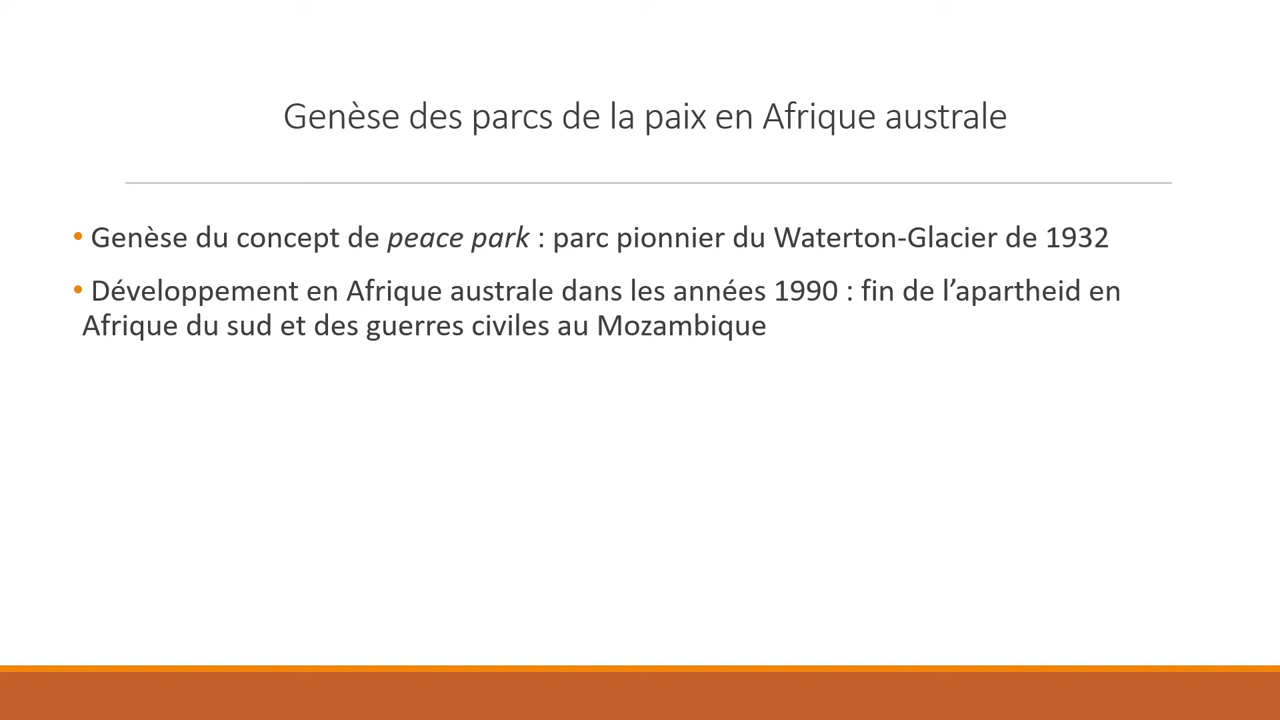 Genèse des parcs de la paix en Afrique australe
• Genèse du concept de peace park : parc pionnier du Waterton-Glacier de 1932
• Développement en Afrique australe dans les années 1990 : fin de l’apartheid en
Afrique du sud et des guerres civiles au Mozambique